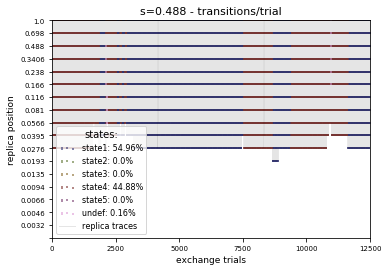 s=0.488 - transitions/trial
replica position
1.0
0.698
0.488
0.3406
0.238
0.166
0.116
0.081
0.0566
0.0395
0.0276
0.0193
0.0135
0.0094
0.0066
0.0046
0.0032
states:
state1: 54.96%
state2: 0.0%
state3: 0.0%
state4: 44.88%
state5: 0.0%
undef: 0.16%
replica traces
0 2500 5000 7500 10000 12500
exchange trials